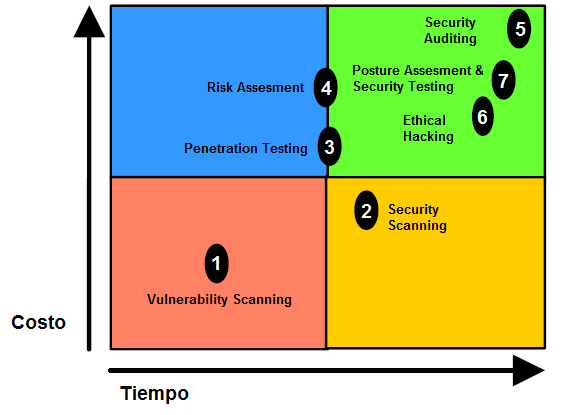 Security
Auditing
5
Posture Assesment &
Security Testing
7
Risk Assesment
4
Ethical
Hacking
6
Penetration Testing
3
2
Security
Scanning
1
Vulnerability Scanning
Costo
Tiempo